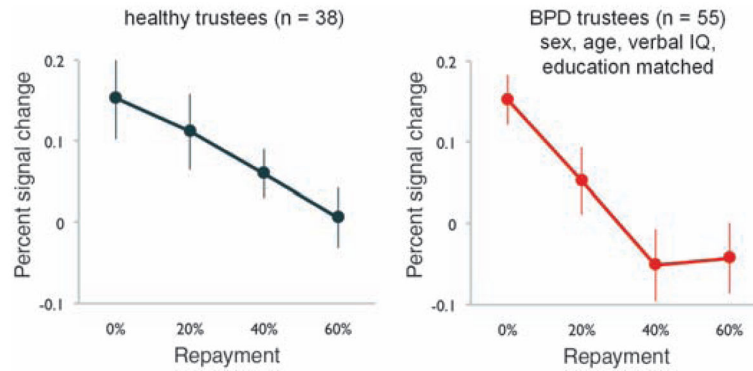 healthy trustees (n = 38)
Percent signal change
0.2
0.1
0
-0.1
0%
20%
40%
60%
Repayment
BPD trustees (n = 55)
sex, age, verbal IQ,
education matched
Percent signal change
0.2
0.1
0
-0.1
0%
20%
40%
60%
Repayment